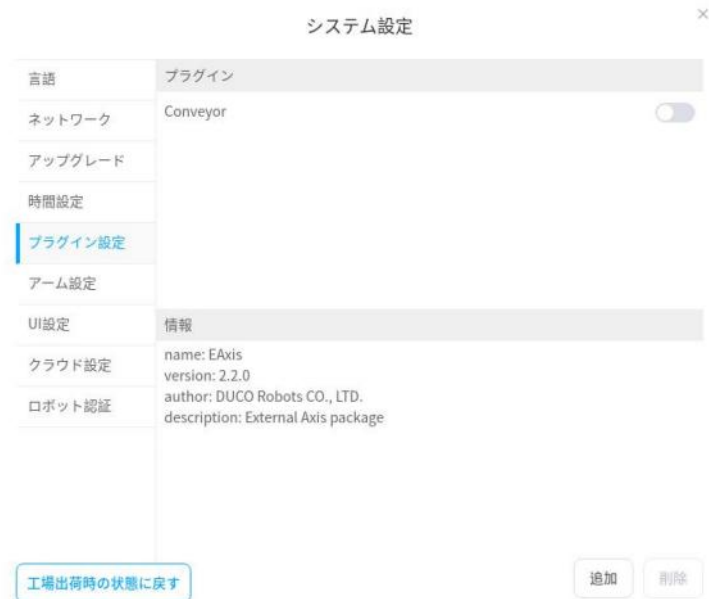 システム設定
×
言語
ネットワーク
アップグレード
時間設定
プラグイン設定
アーム設定
UI設定
クラウド設定
ロボット認証
プラグイン
Conveyor
情報
name: EAxis
version: 2.2.0
author: DUCO Robots CO., LTD.
description: External Axis package
工場出荷時の状態に戻す
追加
削除